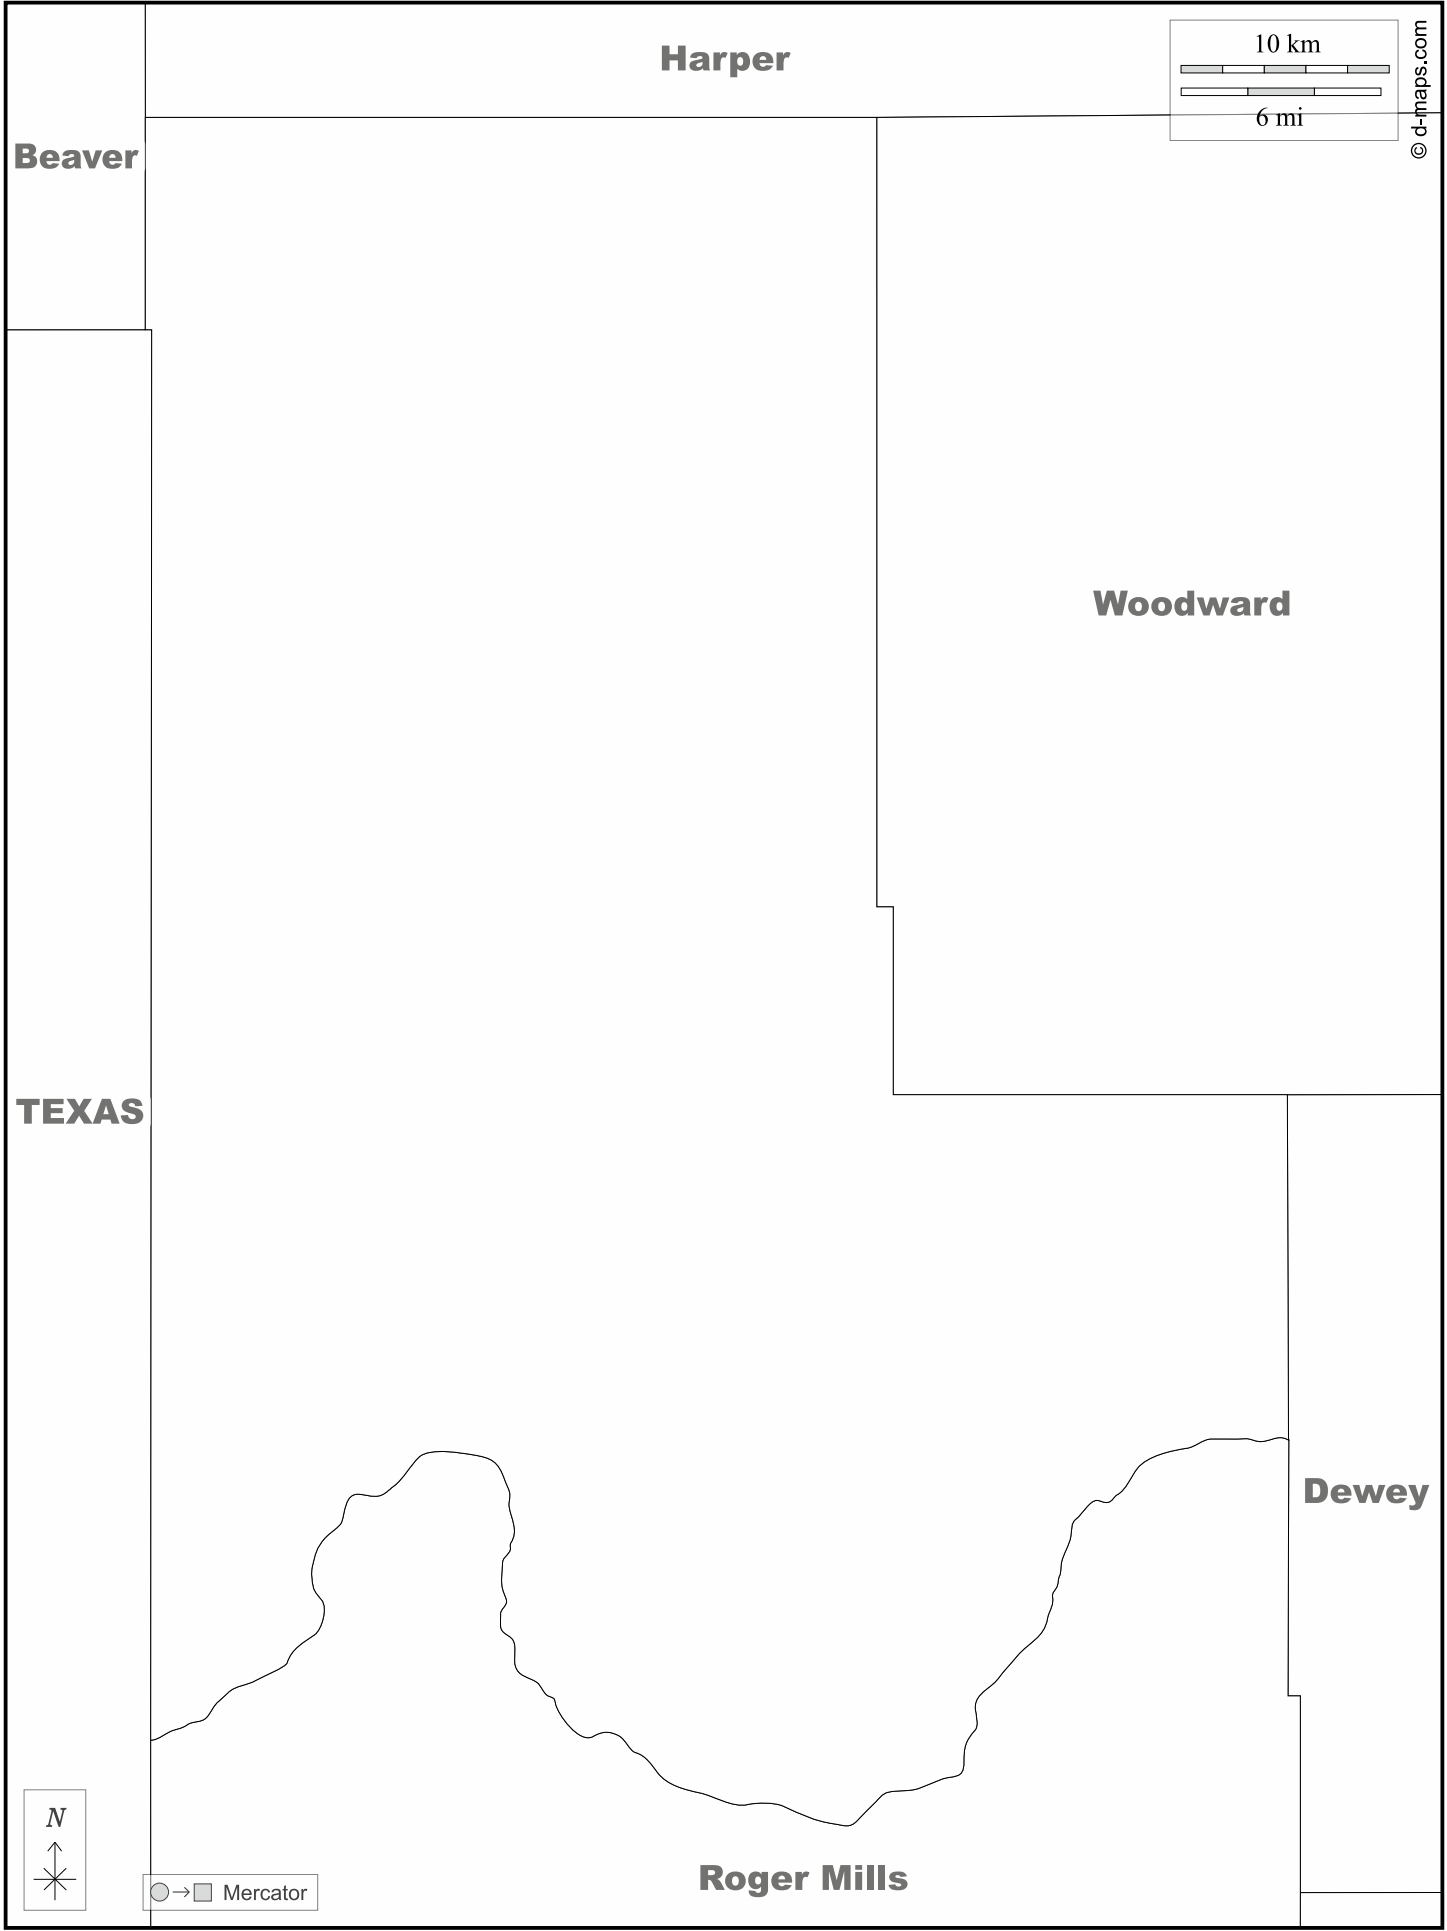 Harper
10 km
6 mi
© d-maps.com
Beaver
Woodward
TEXAS
Dewey
N
Mercator
Roger Mills